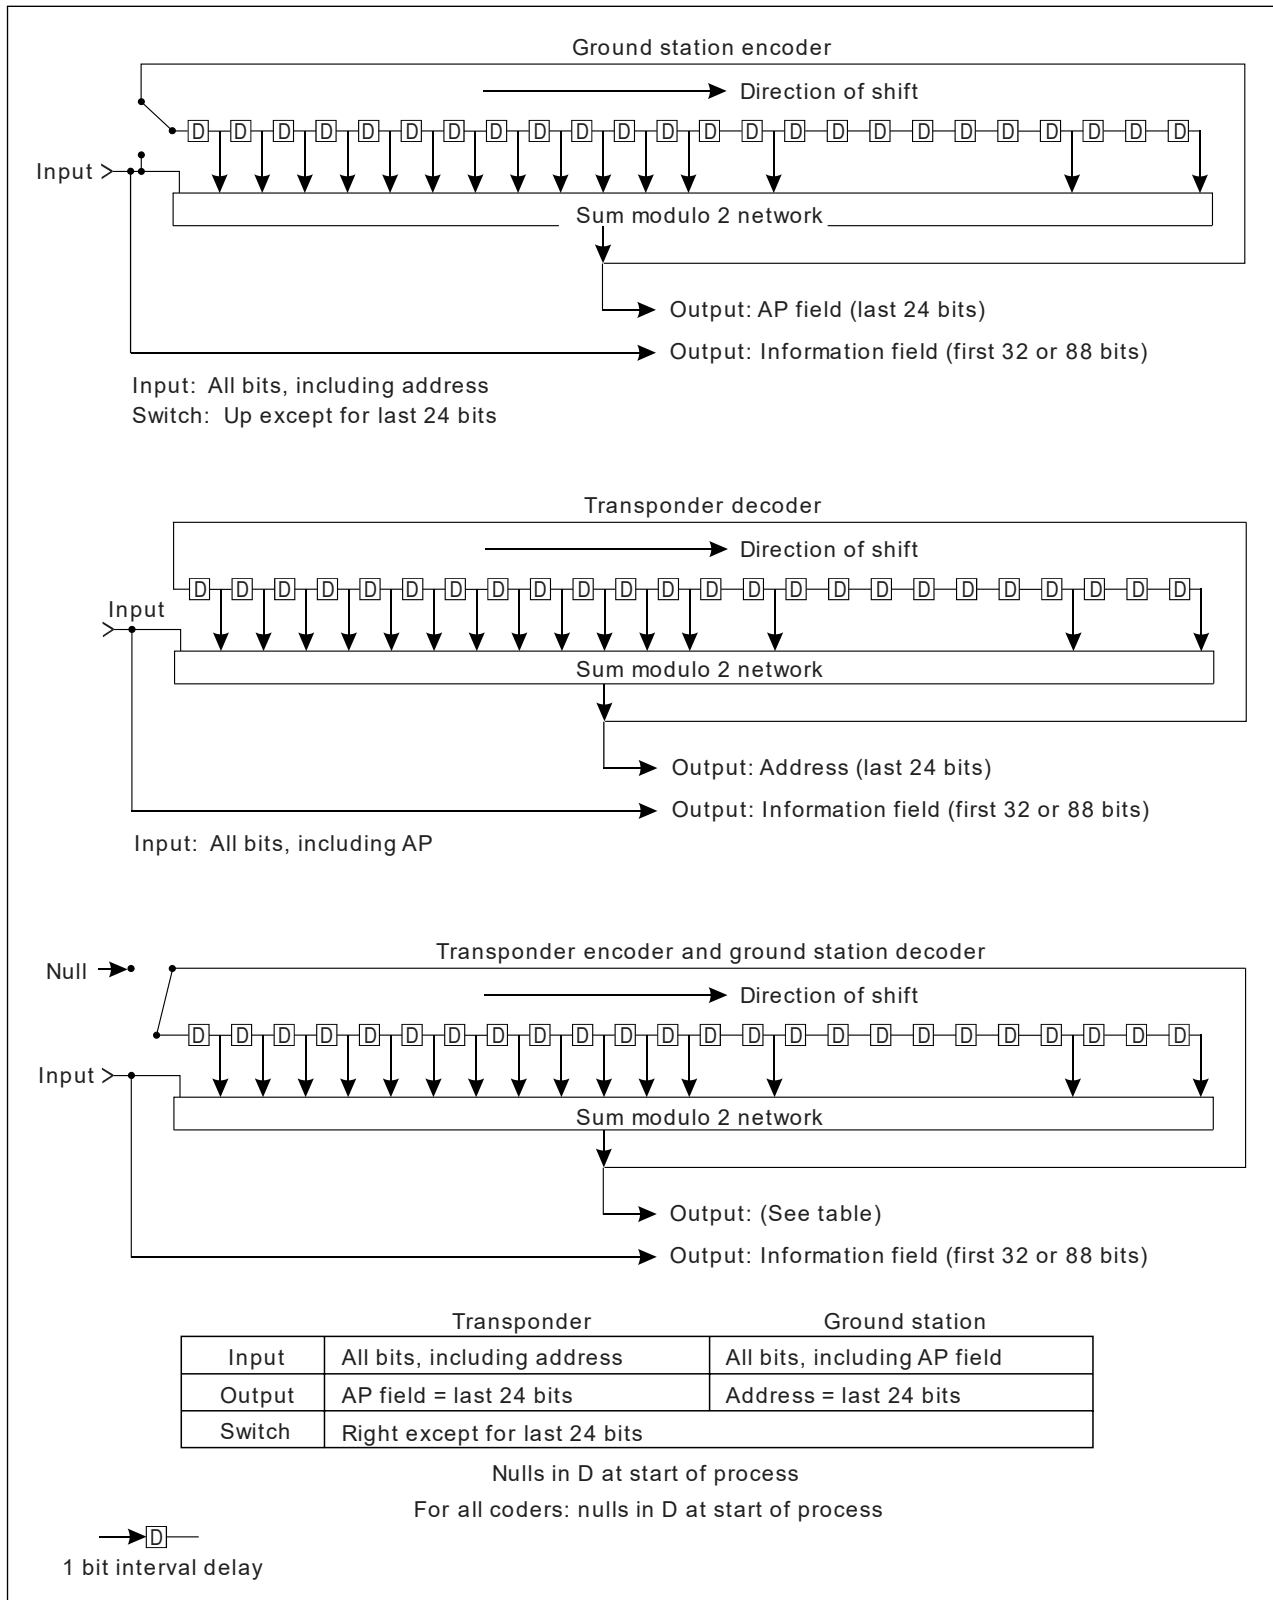 Ground station encoder
Direction of shift
D D D D D D D D D D D D D D D D D D D D D D D D
Input
Sum modulo 2 network
Output: AP field (last 24 bits)
Output: Information field (first 32 or 88 bits)
Input: All bits, including address
Switch: Up except for last 24 bits
Transponder decoder
Direction of shift
D D D D D D D D D D D D D D D D D D D D D D D D
Input
Sum modulo 2 network
Output: Address (last 24 bits)
Output: Information field (first 32 or 88 bits)
Input: All bits, including AP
Transponder encoder and ground station decoder
Null
Direction of shift
D D D D D D D D D D D D D D D D D D D D D D D D
Input
Sum modulo 2 network
Output: (See table)
Output: Information field (first 32 or 88 bits)
Transponder Ground station
Input All bits, including address All bits, including AP field
Output AP field = last 24 bits Address = last 24 bits
Switch Right except for last 24 bits
Nulls in D at start of process
For all coders: nulls in D at start of process
D
1 bit interval delay